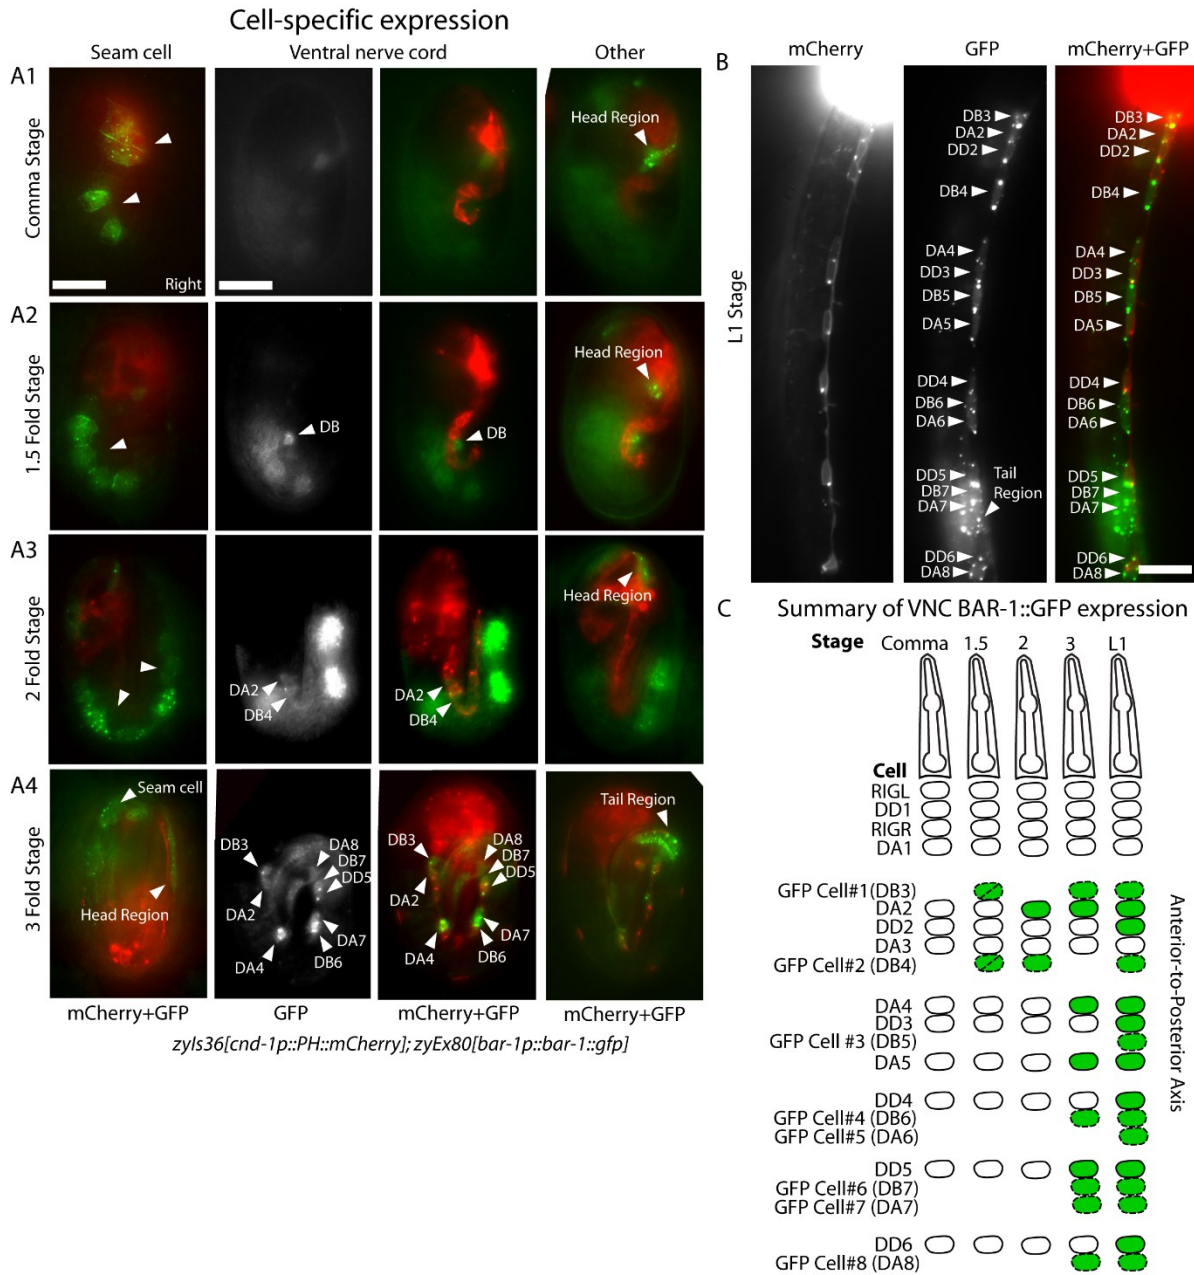 Cell-specific expression
Seam cell
Ventral nerve cord
Other
A1
Comma Stage
Right
Head Region
A2
1.5 Fold Stage
DB
DB
Head Region
A3
2 Fold Stage
DA2
DB4
DA2
DB4
Head Region
A4
3 Fold Stage
Seam cell
Head Region
DB3
DA2
DA4
DA8
DB7
DD5
DA7
DB6
DB3
DA2
DA4
DA8
DB7
DD5
DA7
DB6
Tail Region
mCherry+GFP
GFP
mCherry+GFP
mCherry+GFP
zyIs36[cnd-1p::PH::mCherry]; zyEx80[bar-1p::bar-1::gfp]
B
mCherry
GFP
mCherry+GFP
L1 Stage
DB3
DA2
DD2
DB4
DA4
DD3
DB5
DA5
DD4
DB6
DA6
DD5
DB7
DA7
Tail
Region
DD6
DA8
DB3
DA2
DD2
DB4
DA4
DD3
DB5
DA5
DD4
DB6
DA6
DD5
DB7
DA7
DD6
DA8
C
Summary of VNC BAR-1::GFP expression
Stage Comma 1.5 2 3 L1
Cell
RIGL
DD1
RIGR
DA1
GFP Cell#1 (DB3)
DA2
DD2
DA3
GFP Cell#2 (DB4)
DA4
DD3
GFP Cell #3 (DB5)
DA5
DD4
GFP Cell#4 (DB6)
GFP Cell#5 (DA6)
DD5
GFP Cell#6 (DB7)
GFP Cell#7 (DA7)
DD6
GFP Cell#8 (DA8)
Anterior-to-Posterior Axis